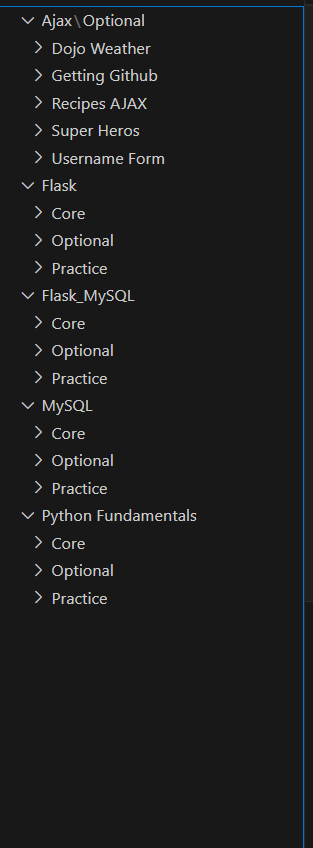 Ajax\Optional
Dojo Weather
Getting Github
Recipes AJAX
Super Heros
Username Form
Flask
Core
Optional
Practice
Flask_MySQL
Core
Optional
Practice
MySQL
Core
Optional
Practice
Python Fundamentals
Core
Optional
Practice